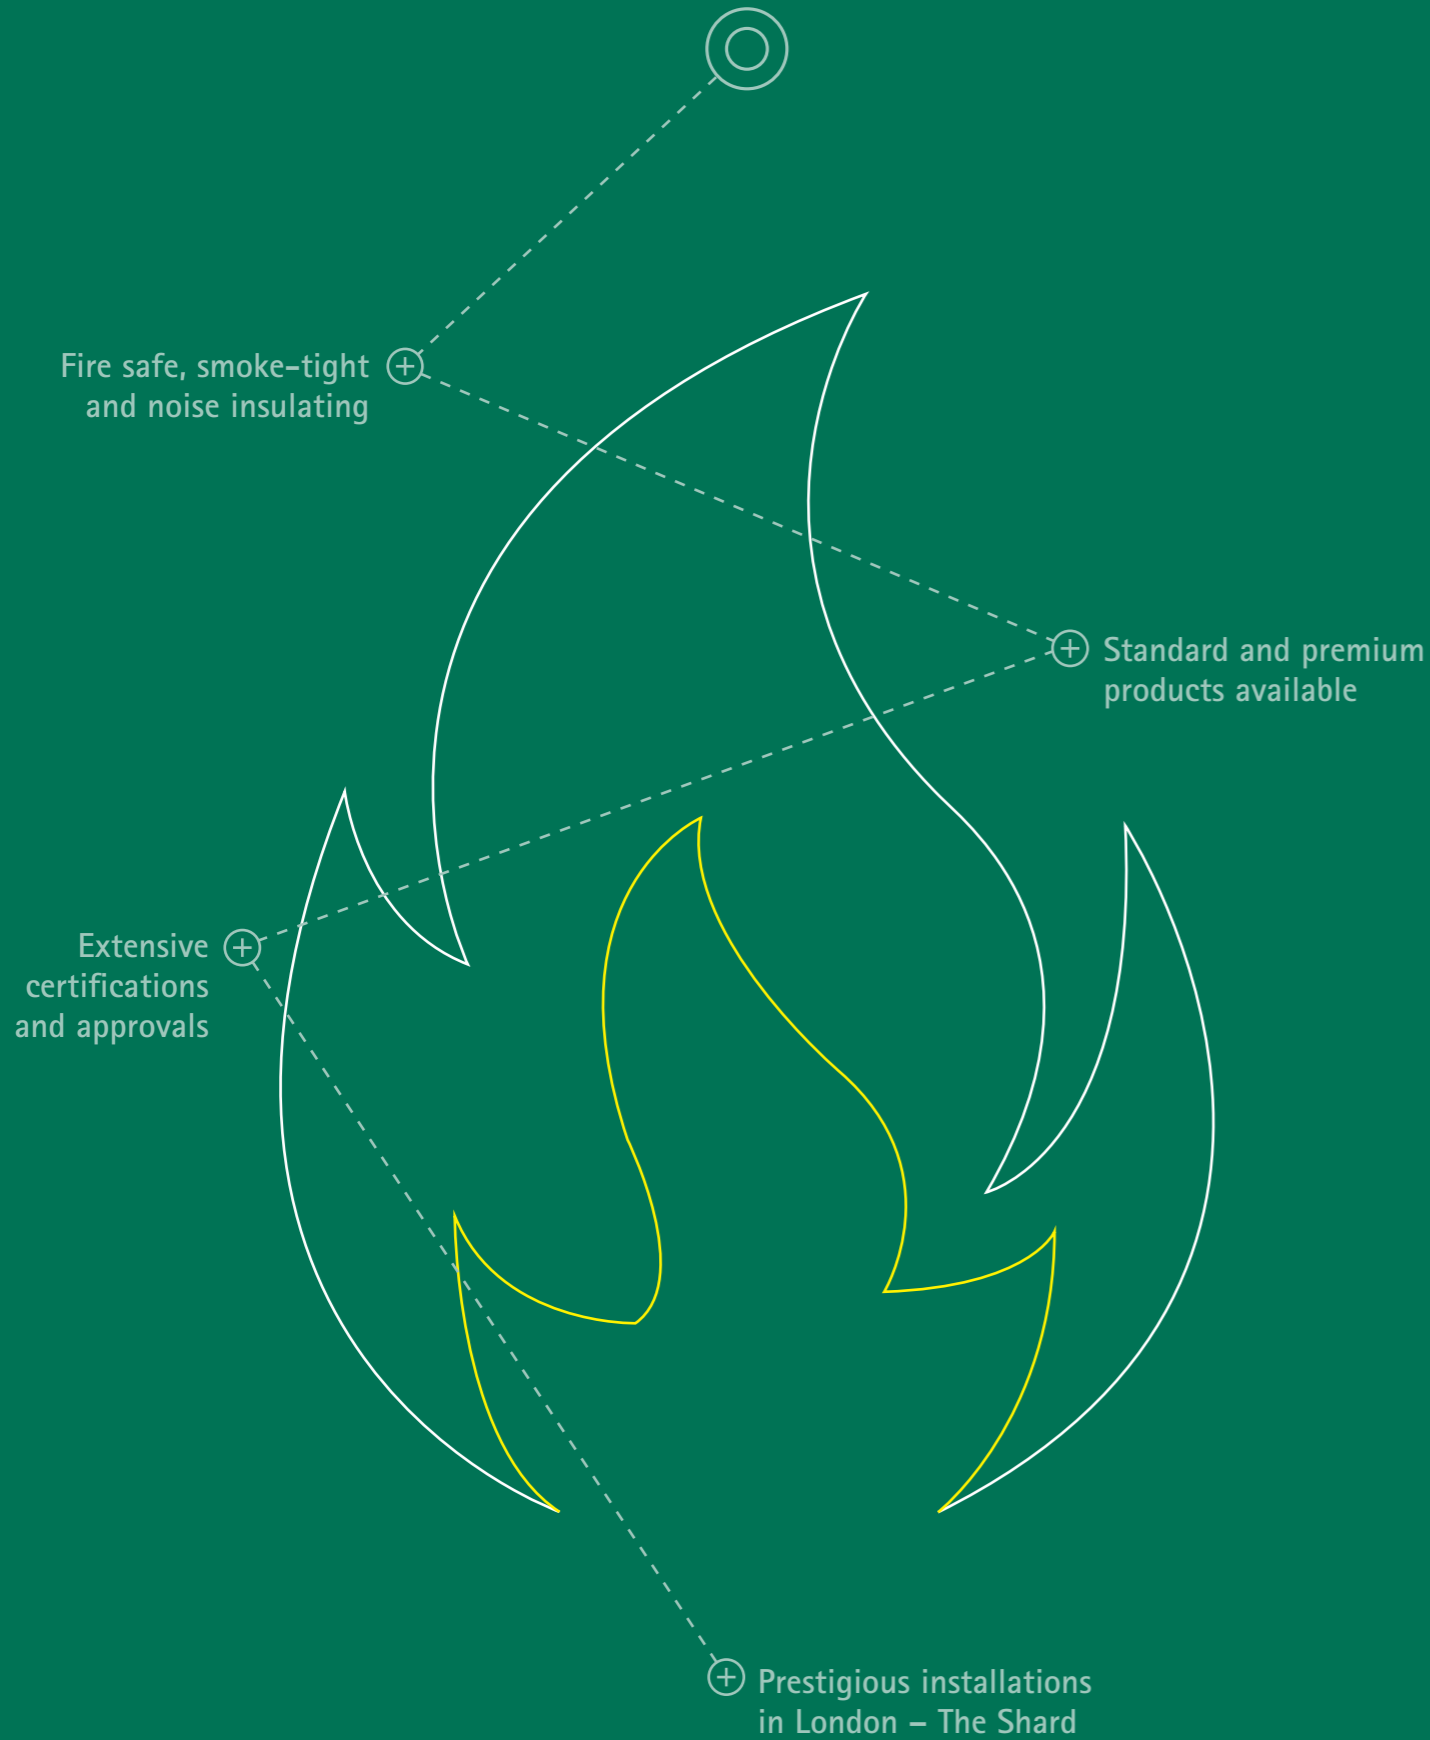 Fire safe, smoke-tight
and noise insulating
Standard and premium
products available
Extensive
certifications
and approvals
Prestigious installations
in London – The Shard